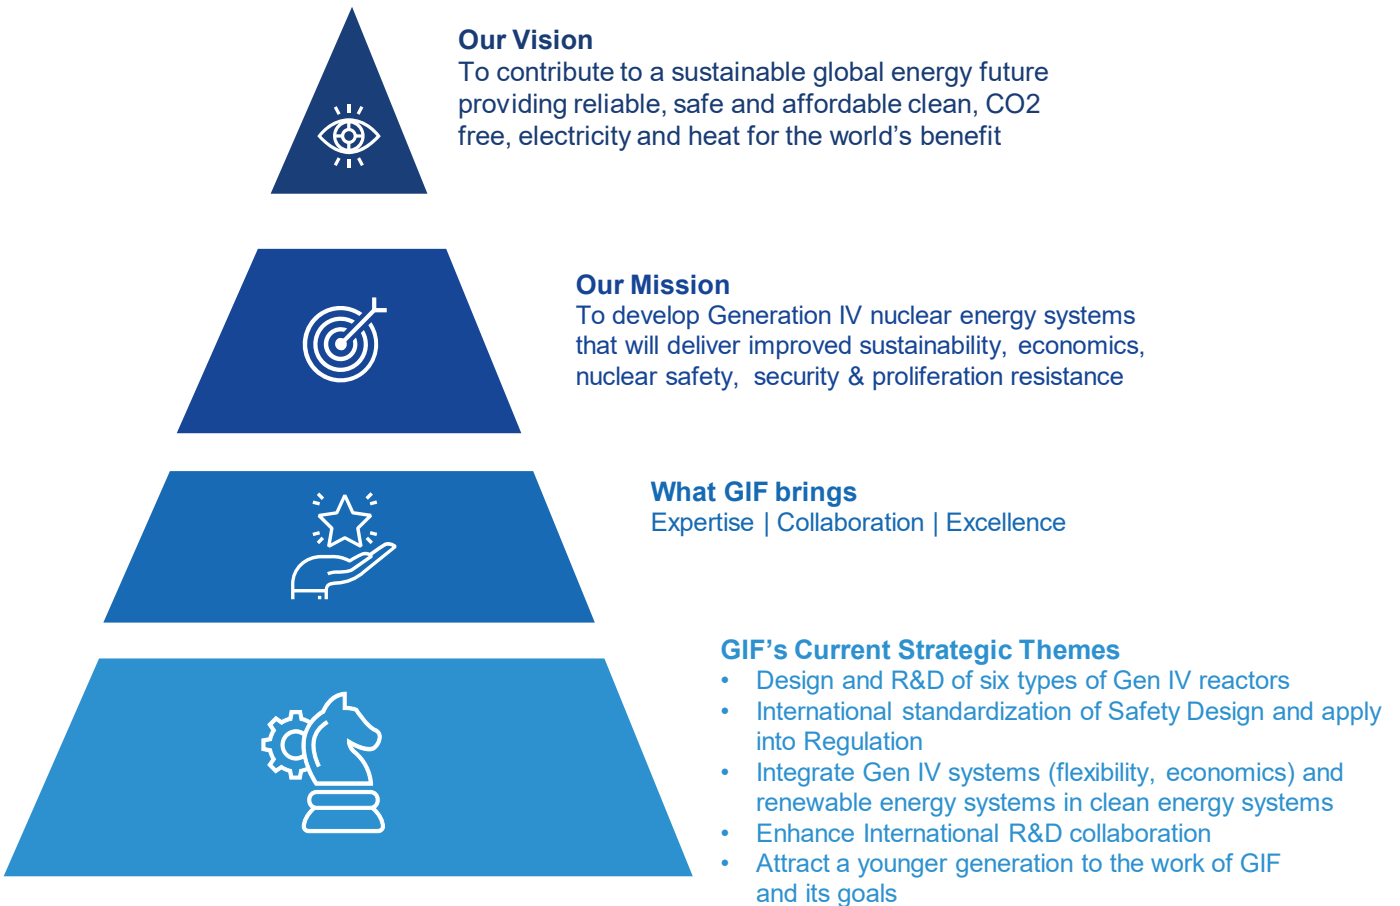 Our Vision
To contribute to a sustainable global energy future
providing reliable, safe and affordable clean, CO2
free, electricity and heat for the world’s benefit
Our Mission
To develop Generation IV nuclear energy systems
that will deliver improved sustainability, economics,
nuclear safety, security & proliferation resistance
What GIF brings
Expertise | Collaboration | Excellence
GIF’s Current Strategic Themes
• Design and R&D of six types of Gen IV reactors
• International standardization of Safety Design and apply
into Regulation
• Integrate Gen IV systems (flexibility, economics) and
renewable energy systems in clean energy systems
• Enhance International R&D collaboration
• Attract a younger generation to the work of GIF
and its goals